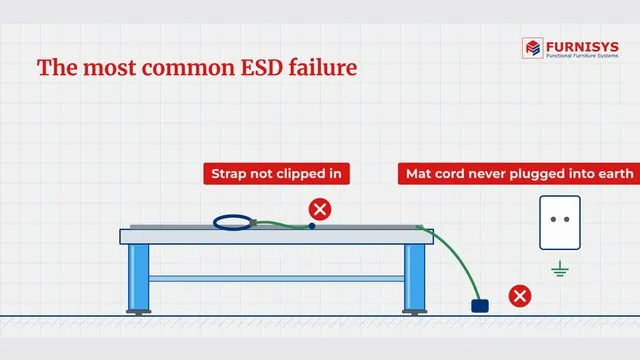 FURNISYS
Functional Furniture Systems
The most common ESD failure
Strap not clipped in
Mat cord never plugged into earth